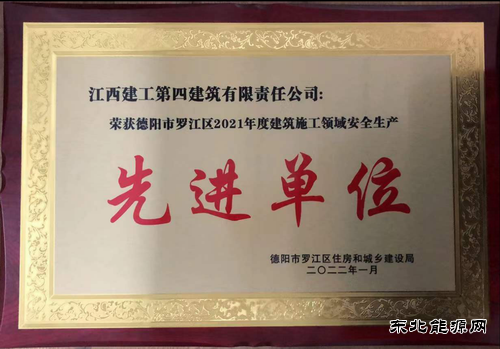 江西建工第四建筑有限责任公司:
荣获德阳市罗江区2021年度建筑施工领域安全生产
先进单位
德阳市罗江区住房和城乡建设局
二〇二二年一月
东北能源网